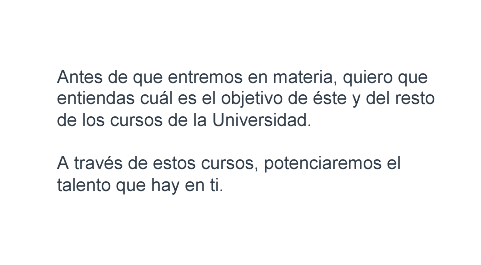 Antes de que entremos en materia, quiero que
entiendas cuál es el objetivo de éste y del resto
de los cursos de la Universidad.
A través de estos cursos, potenciaremos el
talento que hay en ti.